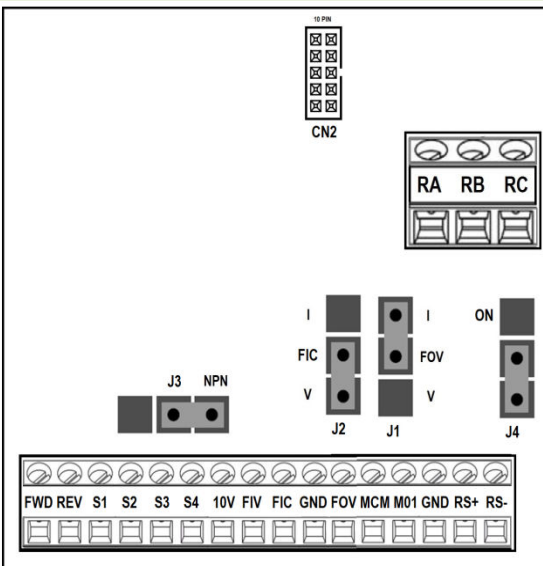 10 PIN
CN2
RA RB RC
I I ON
FIC FOV
J3 NPN
V V
J2 J1 J4
FWD REV S1 S2 S3 S4 10V FIV FIC GND FOV MCM M01 GND RS+ RS-